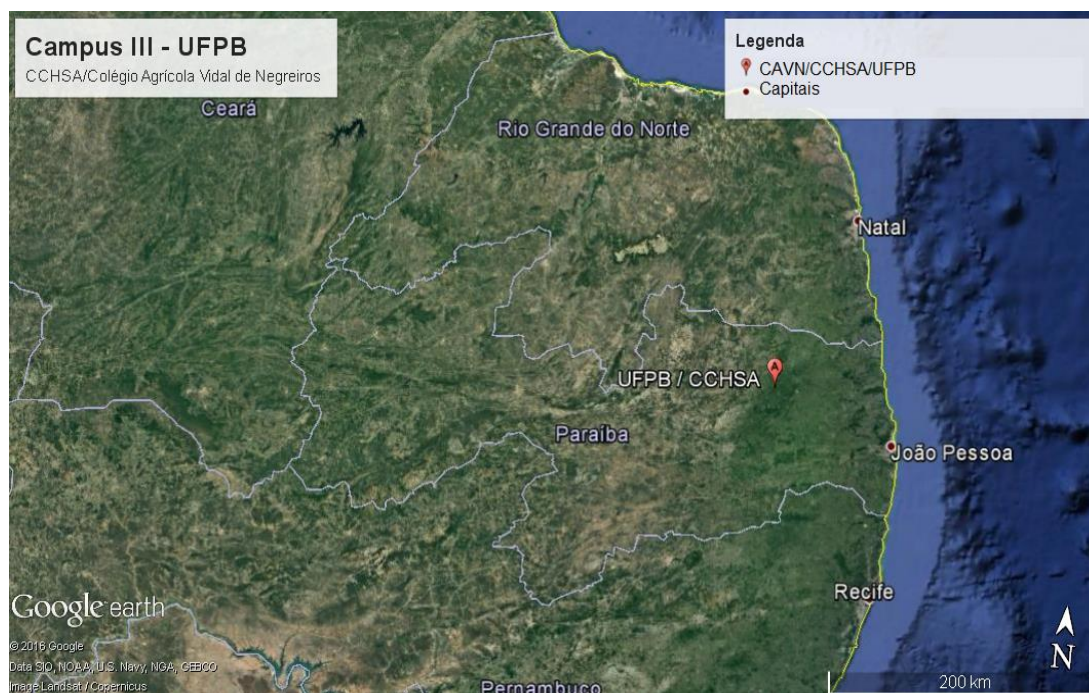 Campus III - UFPB
CCHSA/Colégio Agrícola Vidal de Negreiros
Legenda
CAVN/CCHSA/UFPB
Capitais
Ceará
Rio Grande do Norte
Natal
A
UFPB / CCHSA
Paraíba
João Pessoa
Recife
Google earth
© 2016 Google
Data SIO, NOAA, U.S. Navy, NGA, GEBCO
Image Landsat / Copernicus
Pernambuco
N
200 km